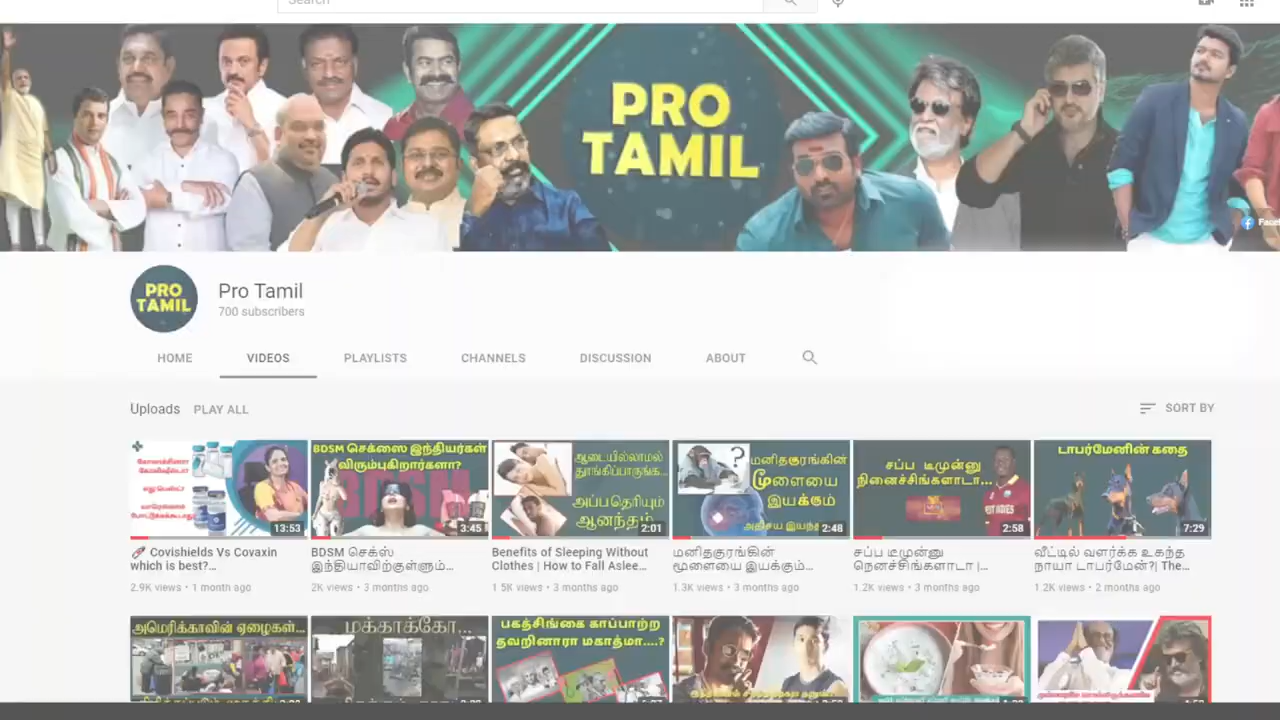 Search
PRO
TAMIL
PRO
TAMIL
Pro Tamil
700 subscribers
HOME
VIDEOS
PLAYLISTS
CHANNELS
DISCUSSION
ABOUT
Uploads
PLAY ALL
SORT BY
13:53
BDSM செக்ஸை இந்தியர்கள்
விரும்புகிறார்களா?
3:45
ஆடையில்லாமல்
தூங்கிப்பாருங்க...
அப்பதெரியும்
ஆனந்தம்
2:01
மனிதகுரங்கின்
மூளையை
இயக்கும்
2:48
சப்ப டீமுன்னு
நினைச்சிங்களாடா...
2:58
டாபர்மேனின் கதை
7:29
Covishields Vs Covaxin
which is best?...
BDSM செக்ஸ்
இந்தியாவிற்குள்ளும்...
Benefits of Sleeping Without
Clothes | How to Fall Aslee...
மனிதகுரங்கின்
மூளையை இயக்கும்...
சப்ப டீமுன்னு
நெனச்சிங்களாடா |...
வீட்டில் வளர்க்க உகந்த
நாயா டாபர்மேன்?| The...
2.9K views • 1 month ago
2K views • 3 months ago
1.5K views • 3 months ago
1.3K views • 3 months ago
1.2K views • 3 months ago
1.2K views • 2 months ago
அமெரிக்காவின் ஏழைகள்...
மக்காக்கோ...
பகத்சிங்கை காப்பாற்ற
தவறினாரா மகாத்மா....?